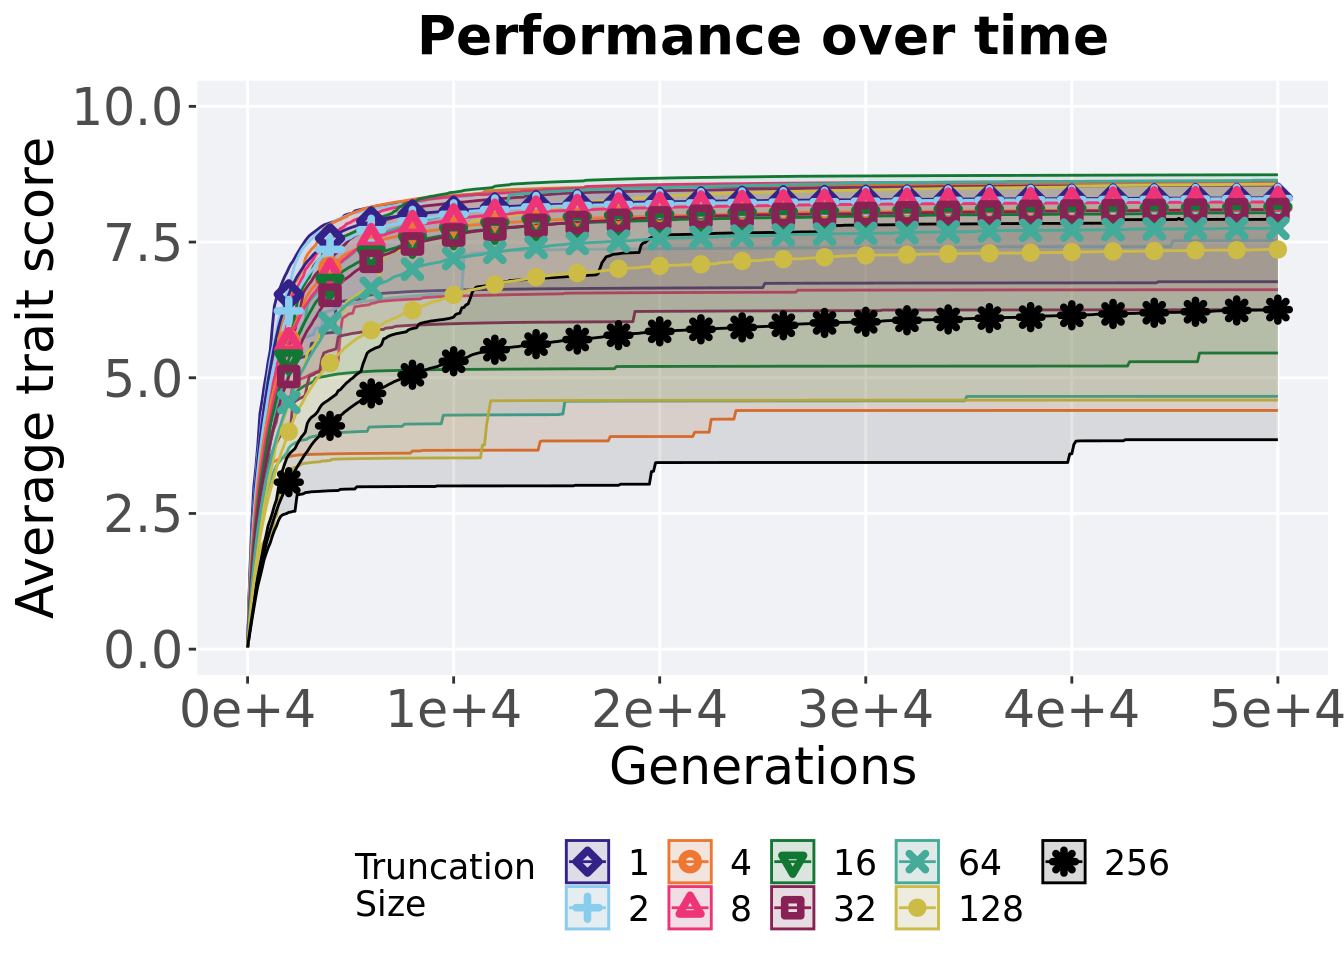 Performance over time
Average trait score
10.0
7.5
5.0
2.5
0.0
0e+4 1e+4 2e+4 3e+4 4e+4 5e+4
Generations
Truncation Size
1 4 16 64 256
2 8 32 128